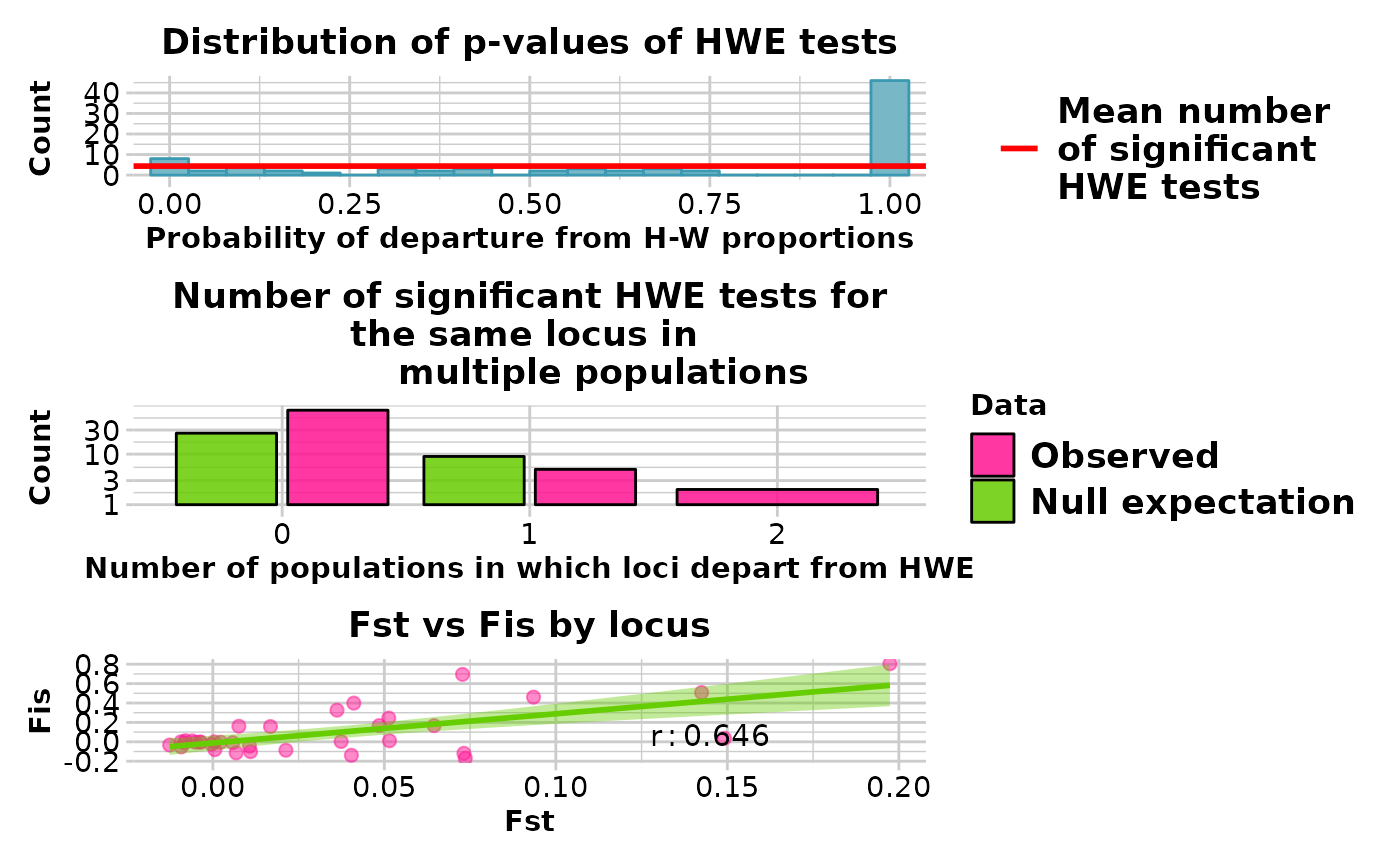 Distribution of p-values of HWE tests
Count
40
30
20
10
0
0.00 0.25 0.50 0.75 1.00
Probability of departure from H-W proportions
Mean number
of significant
HWE tests
Number of significant HWE tests for
the same locus in
multiple populations
Count
30
10
3
1
0 1 2
Number of populations in which loci depart from HWE
Data
Observed
Null expectation
Fst vs Fis by locus
Fis
0.8
0.6
0.4
0.2
0.0
-0.2
r : 0.646
0.00 0.05 0.10 0.15 0.20
Fst